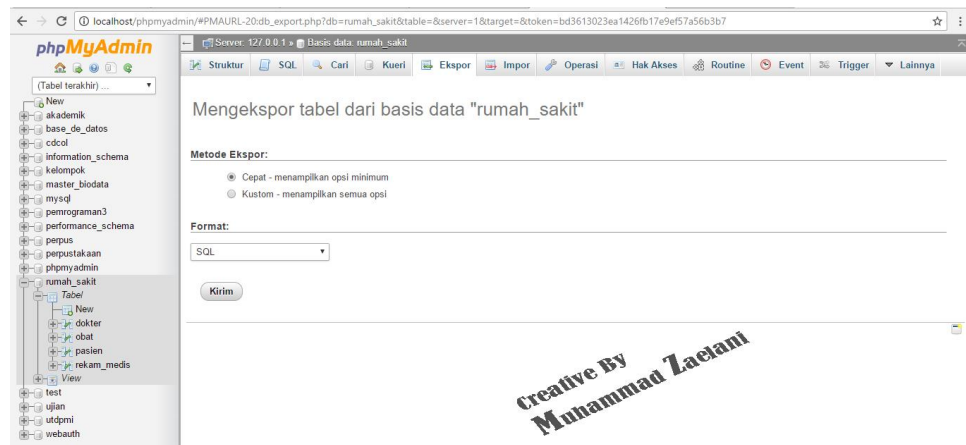 localhost/phpmyadmin/#PMAURL-20:db_export.php?db=rumah_sakit&table=&server=1&target=&token=bd3613023ea1426fb17e9ef57a56b3b7
phpMyAdmin
(Tabel terakhir) ...
New
akademik
base_de_datos
cdcol
information_schema
kelompok
master_biodata
mysql
pemrograman3
performance_schema
perpus
perpustakaan
phpmyadmin
rumah_sakit
Tabel
New
dokter
obat
pasien
rekam_medis
View
test
ujian
utdpmi
webauth
Server: 127.0.0.1 » Basis data: rumah_sakit
Struktur SQL Cari Kueri Ekspor Impor Operasi Hak Akses Routine Event Trigger Lainnya
Mengekspor tabel dari basis data "rumah_sakit"
Metode Ekspor:
Cepat - menampilkan opsi minimum
Kustom - menampilkan semua opsi
Format:
SQL
Kirim
Creative By
Muhammad Zaelani